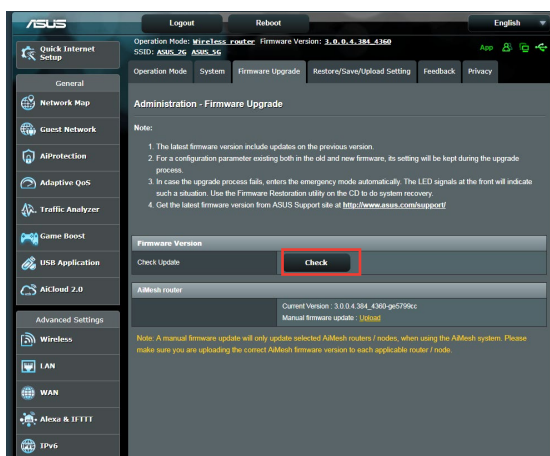 ASUS
Logout
Reboot
English
Quick Internet
Setup
General
Network Map
Guest Network
AiProtection
Adaptive QoS
Traffic Analyzer
Game Boost
USB Application
AiCloud 2.0
Advanced Settings
Wireless
LAN
WAN
Alexa & IFTTT
IPv6
Operation Mode: Wireless router Firmware Version: 3.0.0.4.384_4360
SSID: ASUS_2G ASUS_5G
App
Operation Mode System Firmware Upgrade Restore/Save/Upload Setting Feedback Privacy
Administration - Firmware Upgrade
Note:
1. The latest firmware version include updates on the previous version.
2. For a configuration parameter existing both in the old and new firmware, its setting will be kept during the upgrade
process.
3. In case the upgrade process fails, enters the emergency mode automatically. The LED signals at the front will indicate
such a situation. Use the Firmware Restoration utility on the CD to do system recovery.
4. Get the latest firmware version from ASUS Support site at http://www.asus.com/support/
Firmware Version
Check Update
Check
AiMesh router
Current Version : 3.0.0.4.384_4360-ge5799cc
Manual firmware update : Upload
Note: A manual firmware update will only update selected AiMesh routers / nodes, when using the AiMesh system. Please
make sure you are uploading the correct AiMesh firmware version to each applicable router / node.